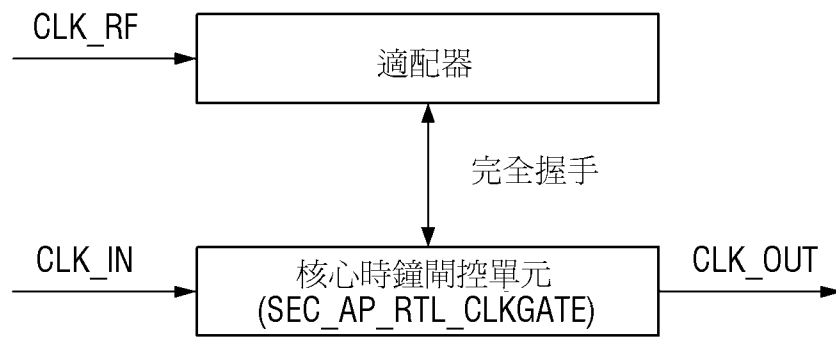 CLK_RF
適配器
完全握手
CLK_IN
核心時鐘閘控單元
(SEC_AP_RTL_CLKGATE)
CLK_OUT